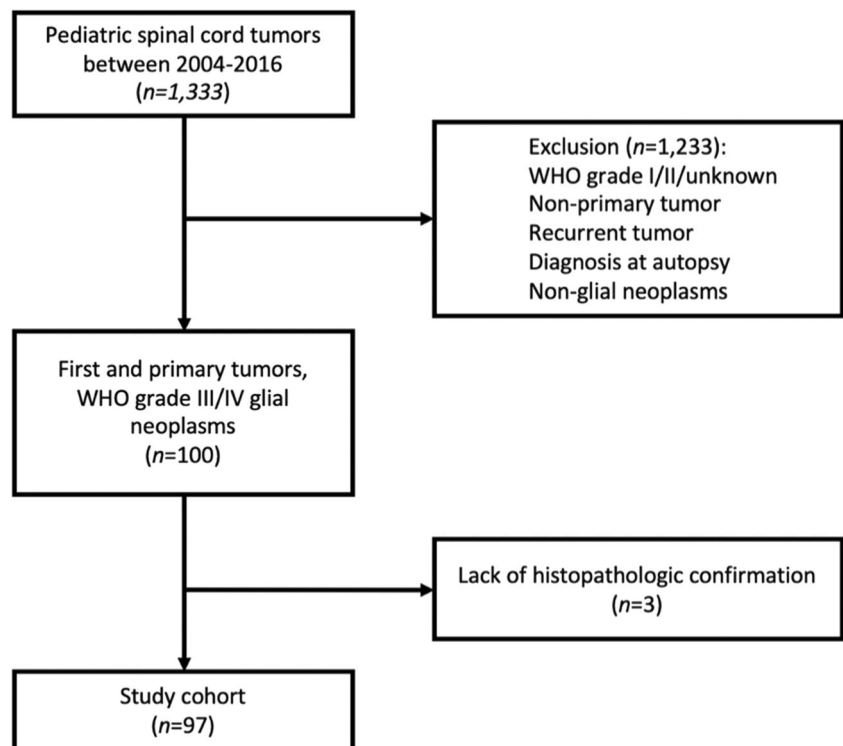 Pediatric spinal cord tumors
between 2004-2016
(n=1,333)
Exclusion (n=1,233):
WHO grade I/II/unknown
Non-primary tumor
Recurrent tumor
Diagnosis at autopsy
Non-glial neoplasms
First and primary tumors,
WHO grade III/IV glial
neoplasms
(n=100)
Lack of histopathologic confirmation
(n=3)
Study cohort
(n=97)